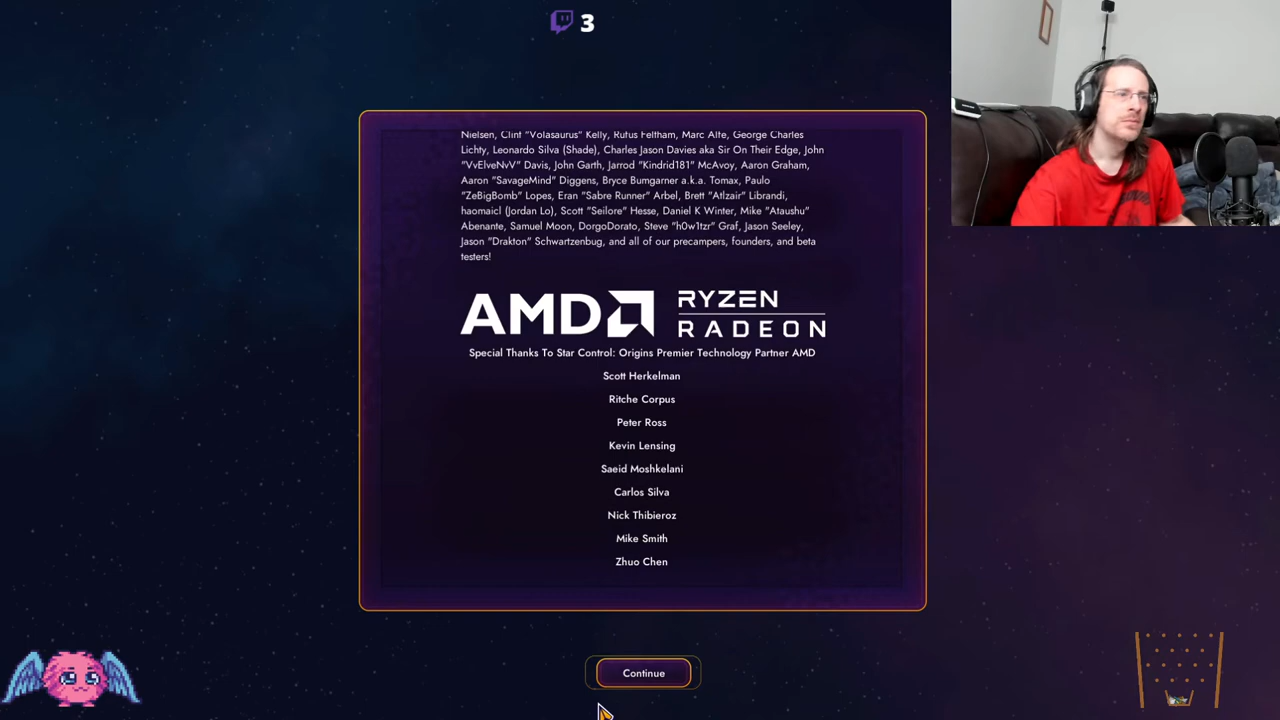 3
Nielsen, Clint "Volasaurus" Kelly, Rufus Feltham, Marc Alfe, George Charles
Lichty, Leonardo Silva (Shade), Charles Jason Davies aka Sir On Their Edge, John
"VvElveNvV" Davis, John Garth, Jarrod "Kindrid181" McAvoy, Aaron Graham,
Aaron "SavageMind" Diggens, Bryce Bumgarner a.k.a. Tomax, Paulo
"ZeBigBomb" Lopes, Eran "Sabre Runner" Arbel, Brett "Atlzair" Librandi,
haomaicl (Jordan Lo), Scott "Seilore" Hesse, Daniel K Winter, Mike "Ataushu"
Abenante, Samuel Moon, DorgoDorato, Steve "h0w1tzr" Graf, Jason Seeley,
Jason "Drakton" Schwartzenbug, and all of our precampers, founders, and beta
testers!
AMD RYZEN
RADEON
Special Thanks To Star Control: Origins Premier Technology Partner AMD
Scott Herkelman
Ritche Corpus
Peter Ross
Kevin Lensing
Saeid Moshkelani
Carlos Silva
Nick Thibieroz
Mike Smith
Zhuo Chen
Continue